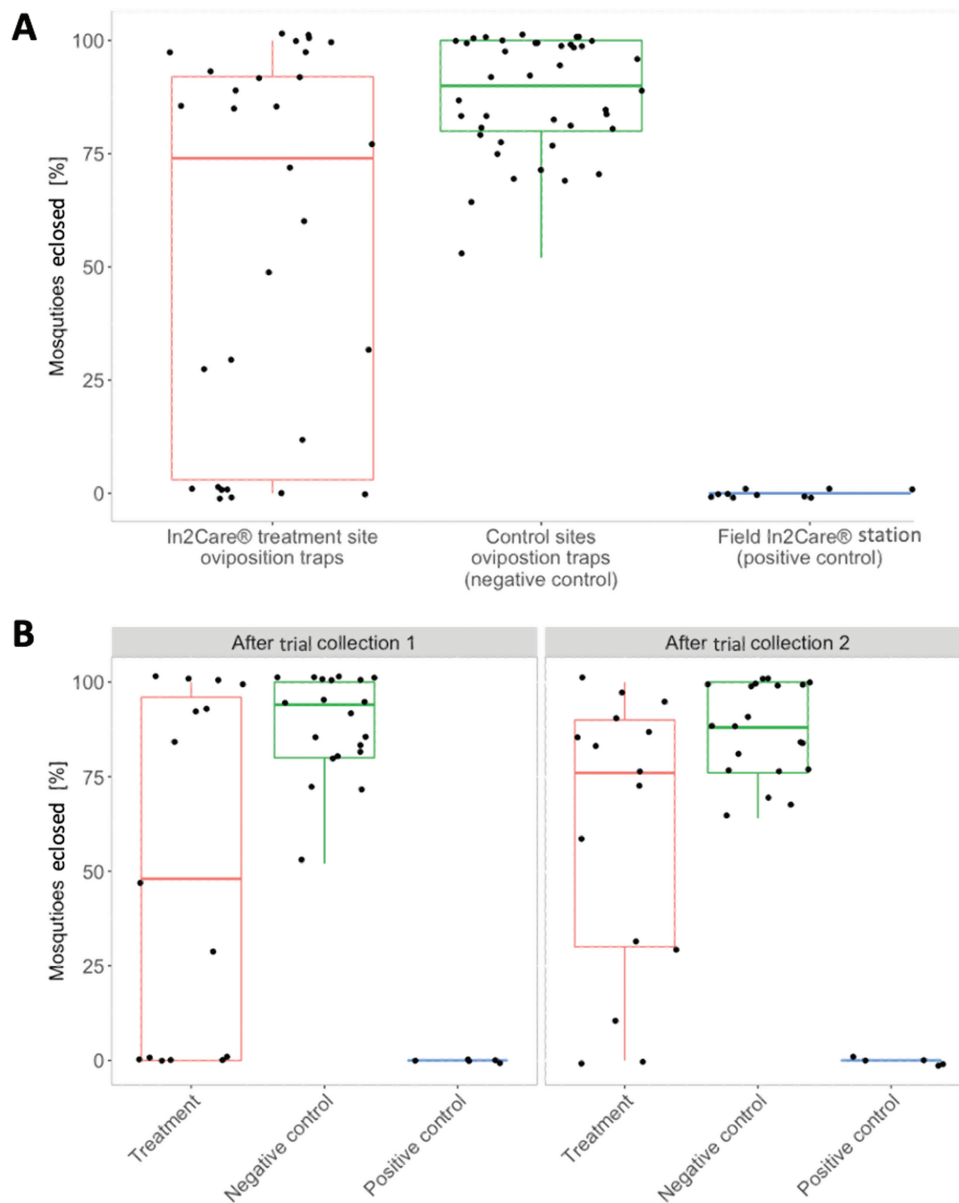 A
Mosqutioes eclosed [%]
100
75
50
25
0
In2Care® treatment site
oviposition traps
Control sites
ovipostion traps
(negative control)
Field In2Care® station
(positive control)
B
After trial collection 1
After trial collection 2
Mosqutioes eclosed [%]
100
75
50
25
0
Treatment
Negative control
Positive control
Treatment
Negative control
Positive control